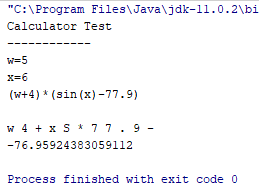 "C:\Program Files\Java\jdk-11.0.2\bi
Calculator Test
------------
w=5
x=6
(w+4)*(sin(x)-77.9)
w 4 + x S * 7 7 . 9 -
-76.95924383059112
Process finished with exit code 0